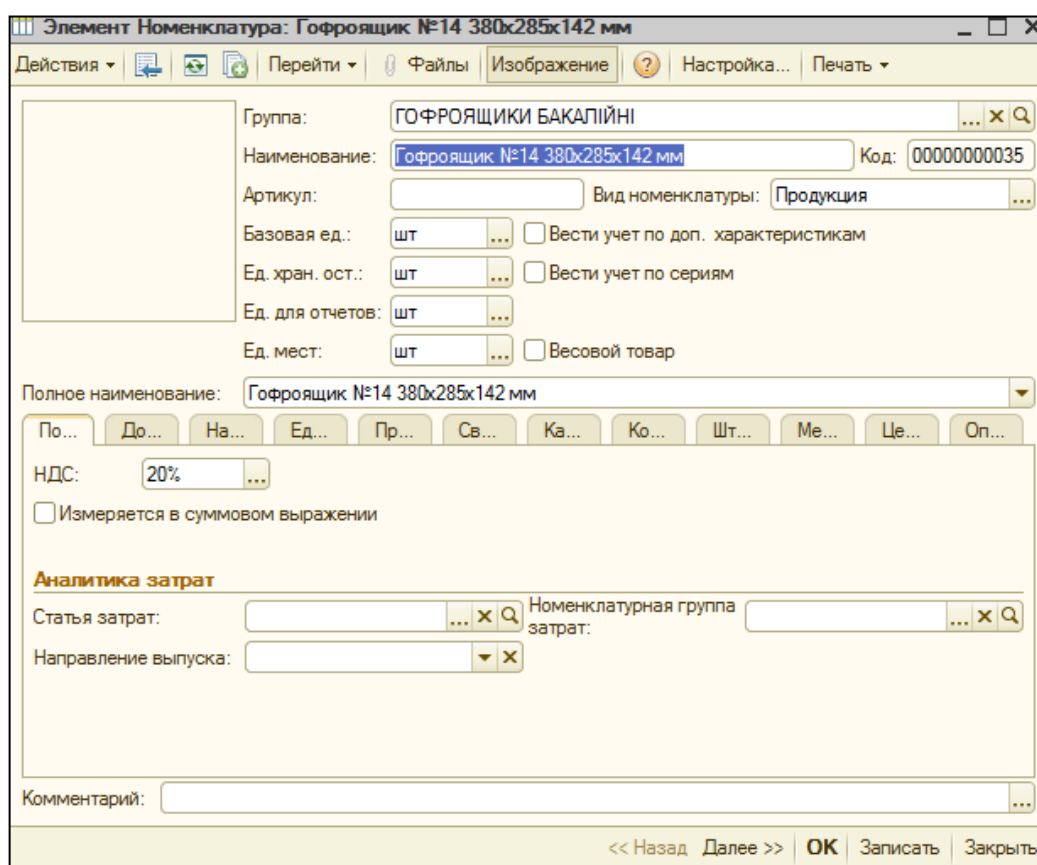 Элемент Номенклатура: Гофроящик №14 380х285х142 мм
Действия Перейти Файлы Изображение ? Настройка... Печать
Группа: ГОФРОЯЩИКИ БАКАЛІЙНІ ...
Наименование: Гофроящик №14 380х285х142 мм Код: 00000000035
Артикул: Вид номенклатуры: Продукция ...
Базовая ед.: шт ... Вести учет по доп. характеристикам
Ед. хран. ост.: шт ... Вести учет по сериям
Ед. для отчетов: шт ...
Ед. мест: шт ... Весовой товар
Полное наименование: Гофроящик №14 380х285х142 мм
По... До... На... Ед... Пр... Св... Ка... Ко... Шт... Ме... Це... Оп...
НДС: 20% ...
Измеряется в суммовом выражении
Аналитика затрат
Статья затрат: ... Номенклатурная группа затрат: ...
Направление выпуска:
Комментарий: ...
<< Назад Далее >> OK Записать Закрыть